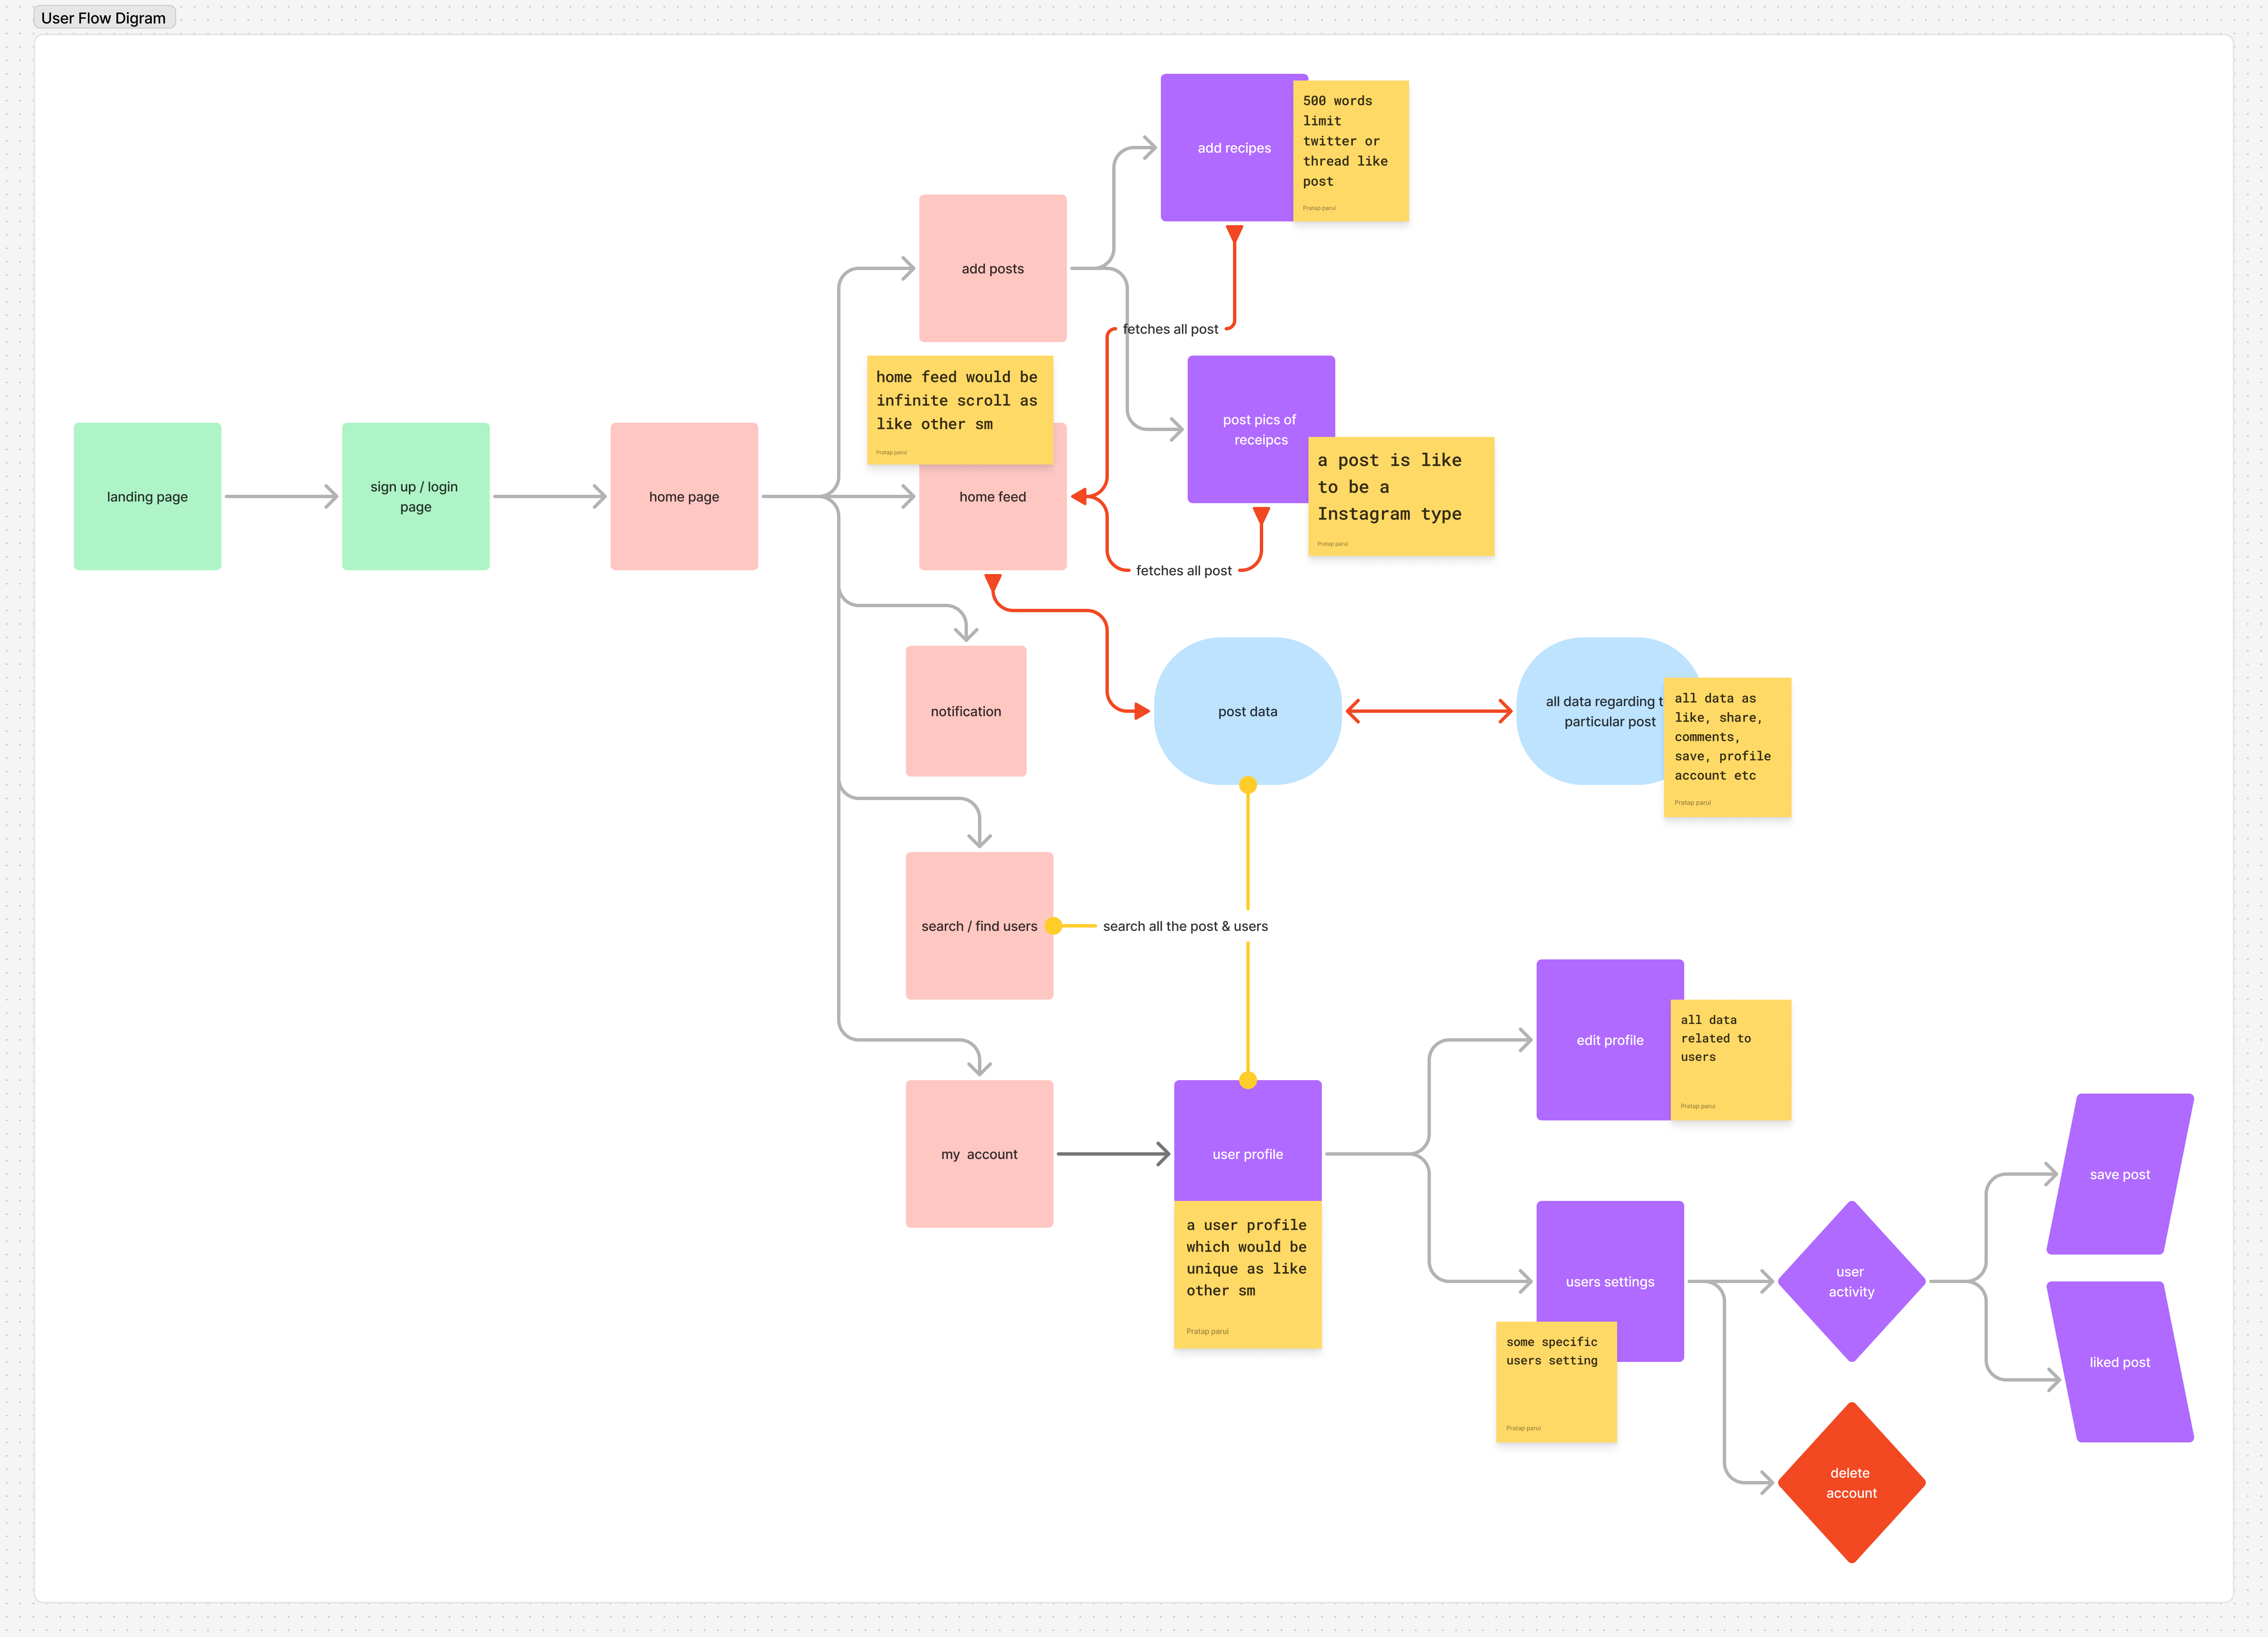 User Flow Digram
add recipes
500 words
limit
twitter or
thread like
post
Pratap parui
add posts
fetches all post
home feed would be
infinite scroll as
like other sm
Pratap parui
post pics of
receipcs
a post is like
to be a
Instagram type
Pratap parui
landing page
sign up / login
page
home page
home feed
fetches all post
notification
post data
all data regarding t
particular post
all data as
like, share,
comments,
save, profile
account etc
Pratap parui
search / find users
search all the post & users
edit profile
all data
related to
users
Pratap parui
my account
user profile
a user profile
which would be
unique as like
other sm
Pratap parui
users settings
some specific
users setting
Pratap parui
user
activity
save post
liked post
delete
account